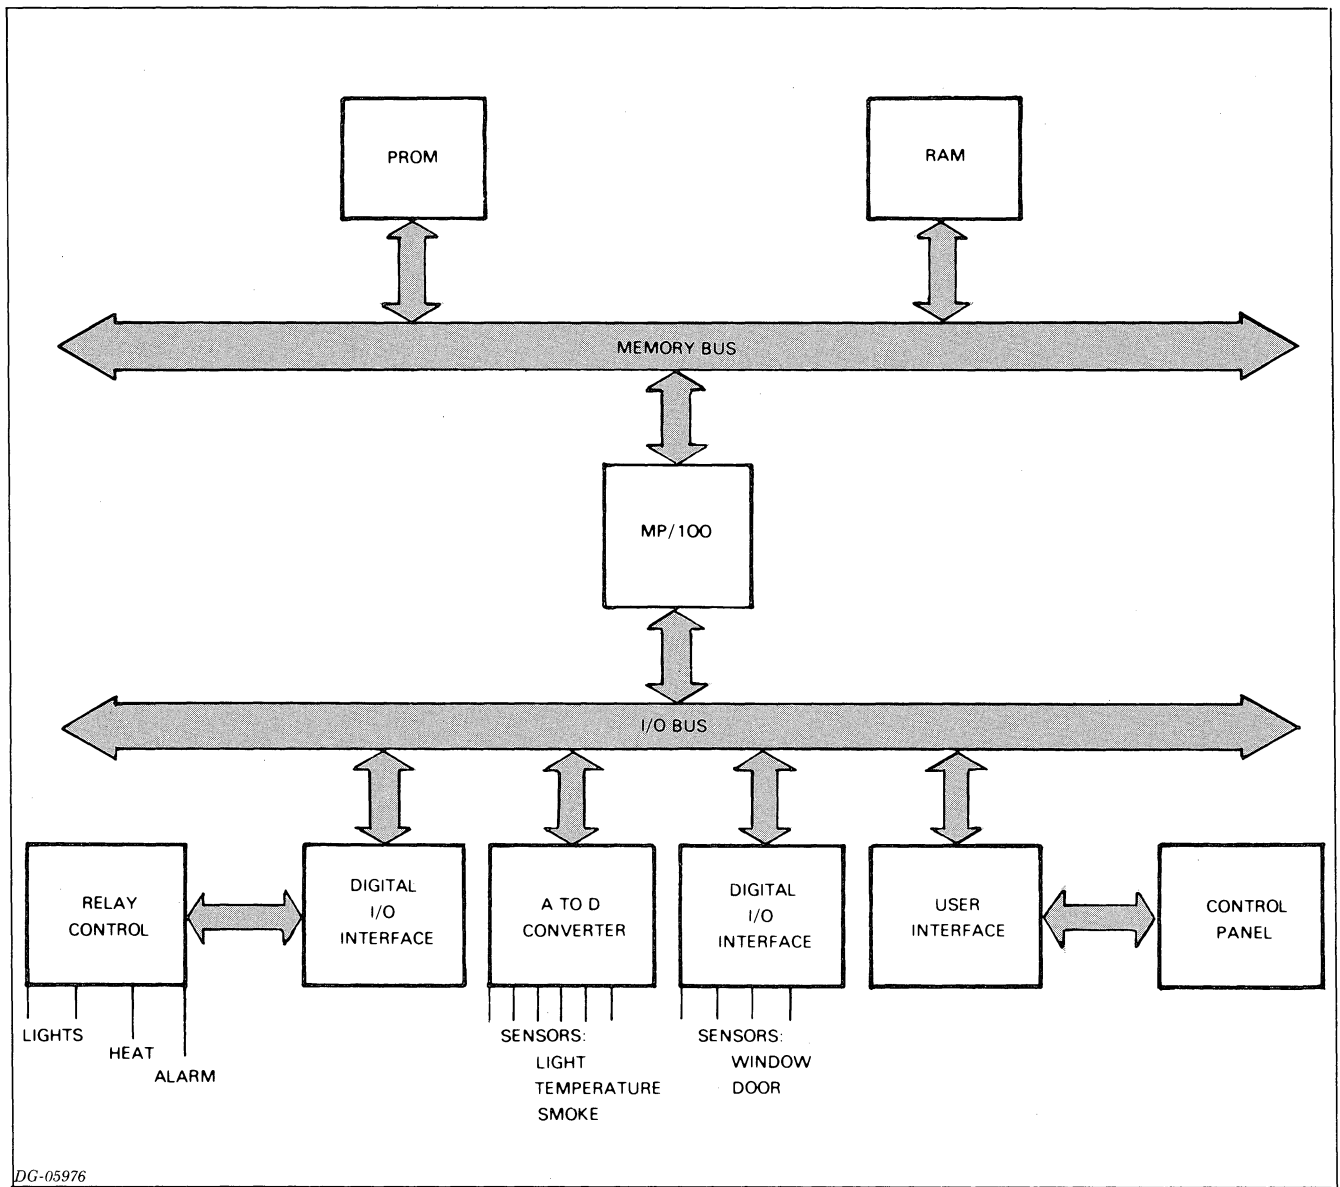 PROM
RAM
MEMORY BUS
MP/100
I/O BUS
RELAY
CONTROL
DIGITAL
I/O
INTERFACE
A TO D
CONVERTER
DIGITAL
I/O
INTERFACE
USER
INTERFACE
CONTROL
PANEL
LIGHTS
HEAT
ALARM
SENSORS:
LIGHT
TEMPERATURE
SMOKE
SENSORS:
WINDOW
DOOR
DG-05976